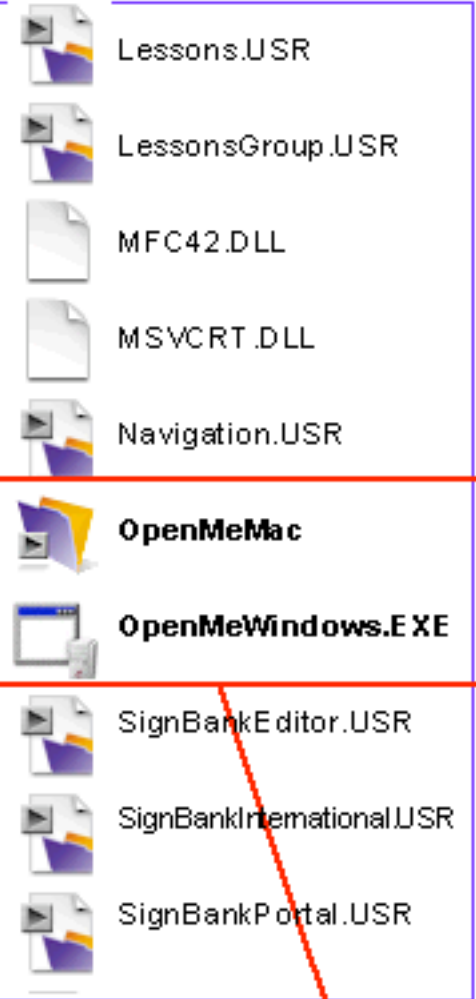 Lessons.USR
LessonsGroup.USR
MFC42.DLL
MSVCRT.DLL
Navigation.USR
OpenMeMac
OpenMeWindows.EXE
SignBankEditor.USR
SignBankInternational.USR
SignBankPortal.USR